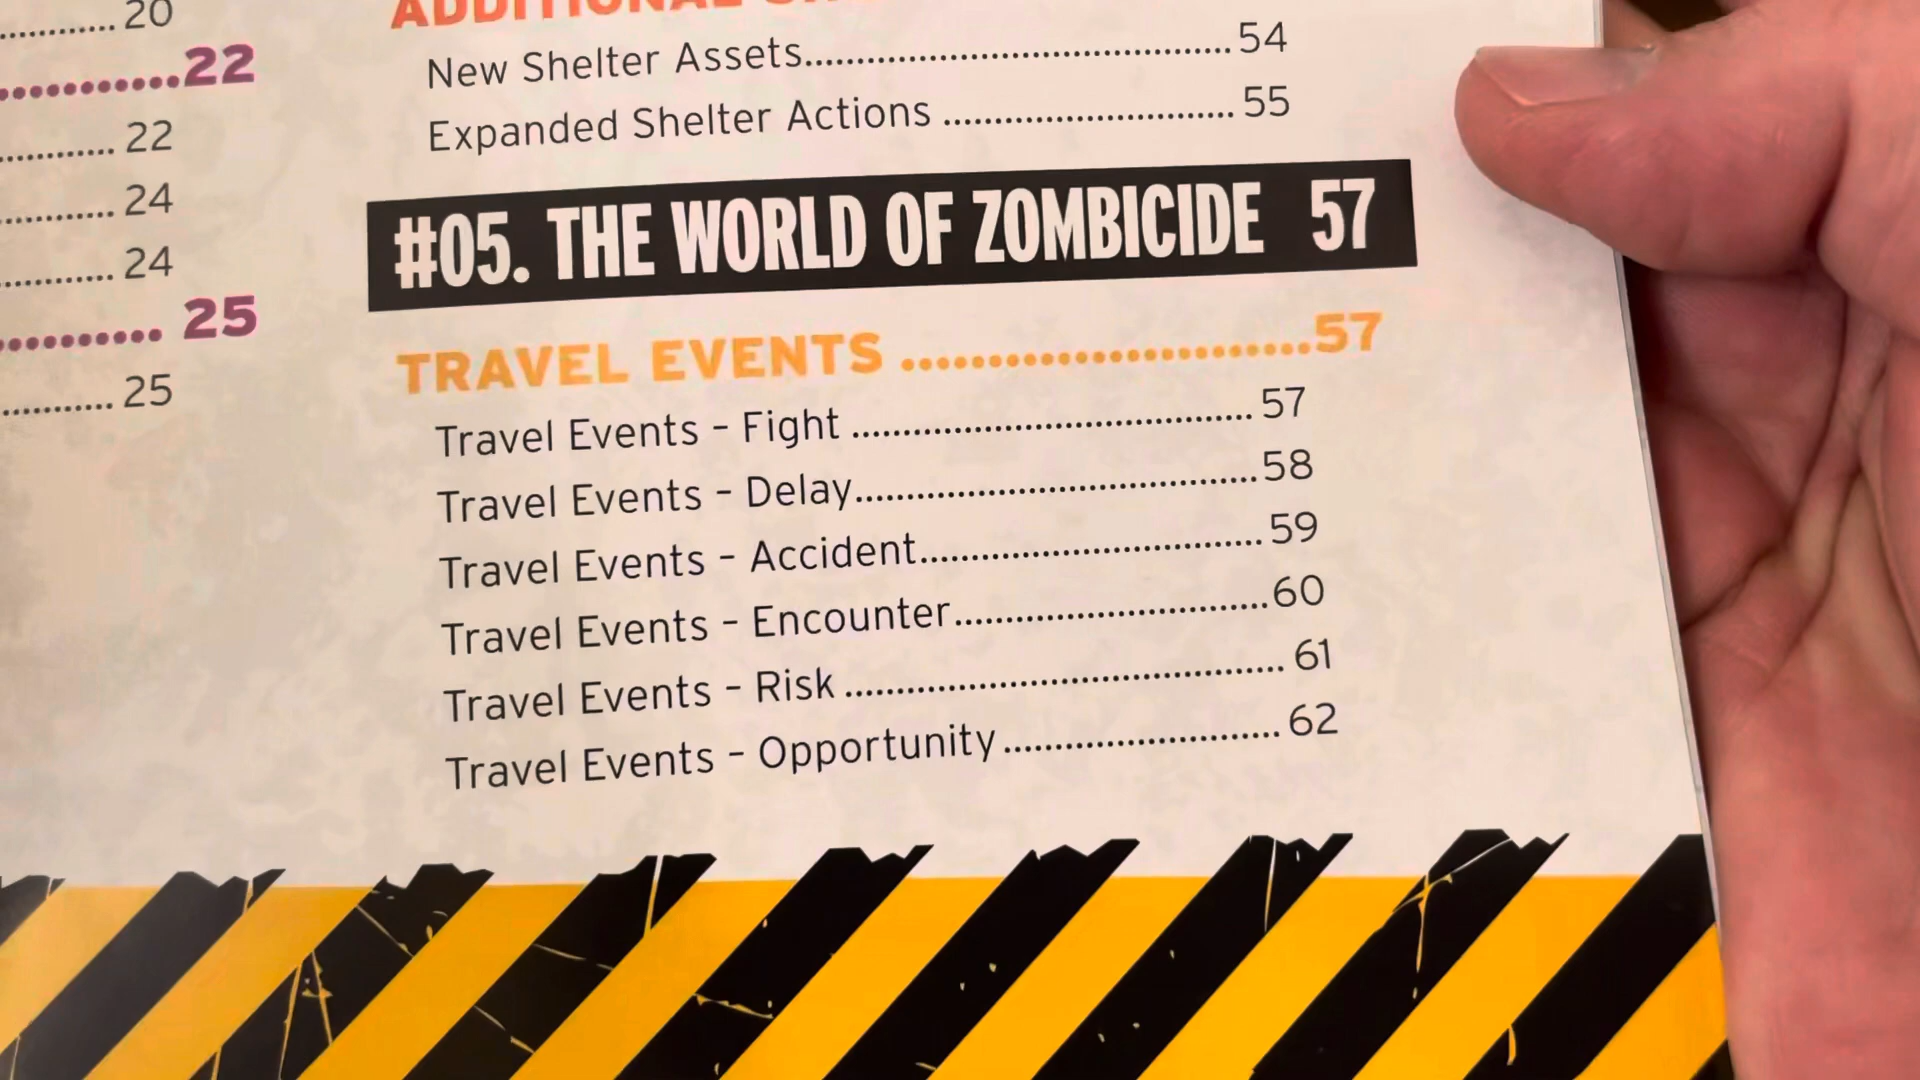 20
22
22
24
24
25
25
ADDITIONAL
New Shelter Assets 54
Expanded Shelter Actions 55
#05. THE WORLD OF ZOMBICIDE 57
TRAVEL EVENTS 57
Travel Events - Fight 57
Travel Events - Delay 58
Travel Events - Accident 59
Travel Events - Encounter 60
Travel Events - Risk 61
Travel Events - Opportunity 62